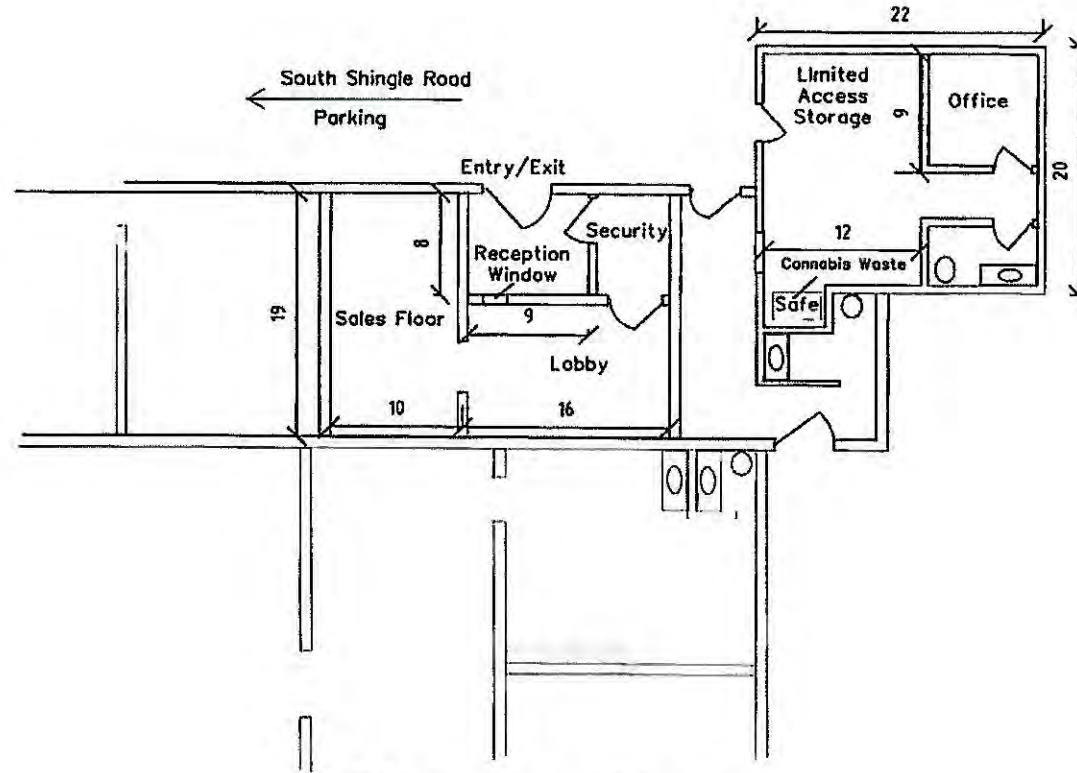 22
South Shingle Road
Parking
Limited
Access
Storage
Office
9
20
Entry/Exit
Security
8
Reception
Window
12
Cannabis Waste
Safe
19
Sales Floor
9
Lobby
10
16